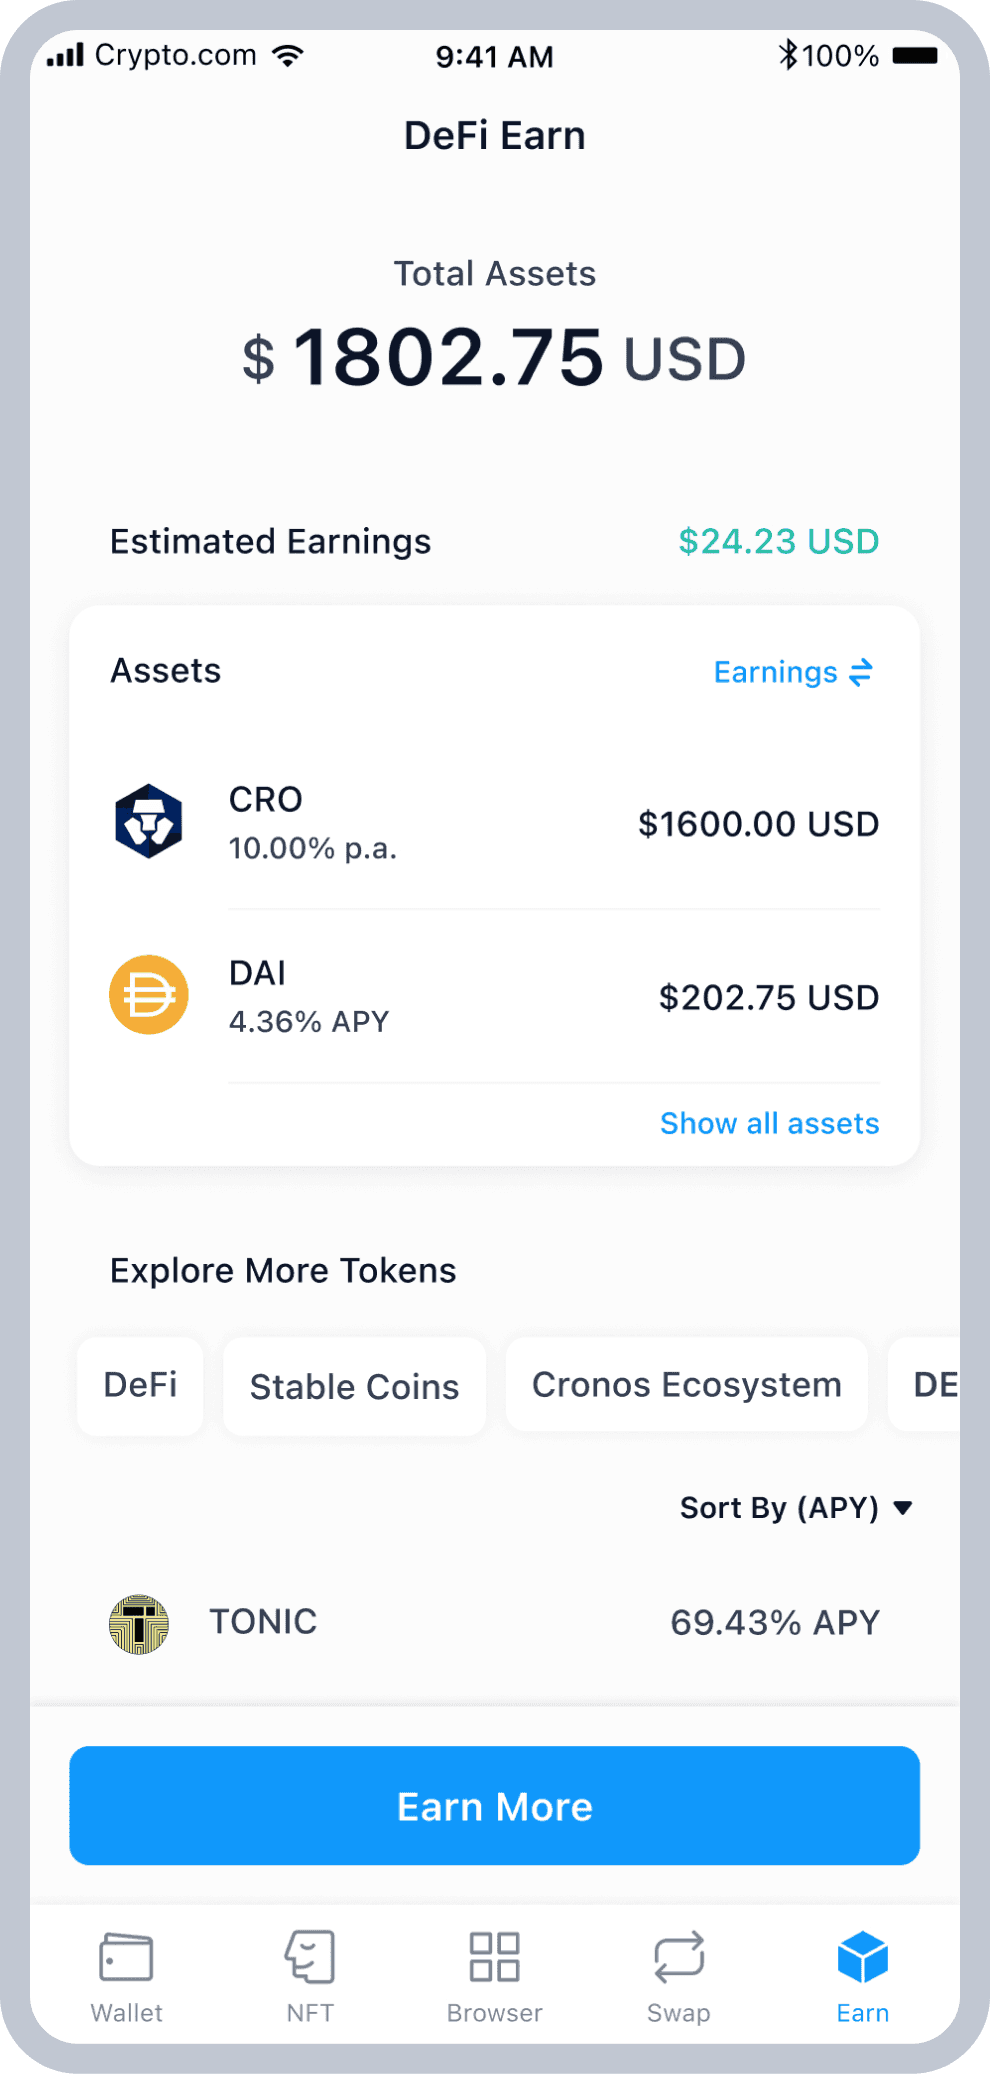 Crypto.com 9:41 AM 100%
DeFi Earn
Total Assets
$ 1802.75 USD
Estimated Earnings $24.23 USD
Assets Earnings
CRO
10.00% p.a.
$1600.00 USD
DAI
4.36% APY
$202.75 USD
Show all assets
Explore More Tokens
DeFi Stable Coins Cronos Ecosystem DE
Sort By (APY)
TONIC 69.43% APY
Earn More
Wallet NFT Browser Swap Earn